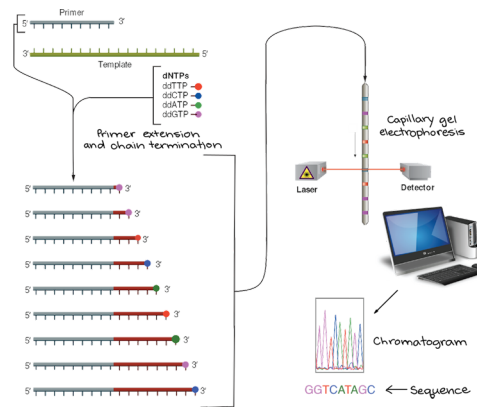 Primer
5'
3'
3'
5'
Template
dNTPs
ddTTP
ddCTP
ddATP
ddGTP
Primer extension
and chain termination
5'
3'
5'
3'
5'
3'
5'
3'
5'
3'
5'
3'
5'
3'
5'
3'
5'
3'
Capillary gel
electrophoresis
Laser
Detector
Chromatogram
GGTCATAGC ← Sequence